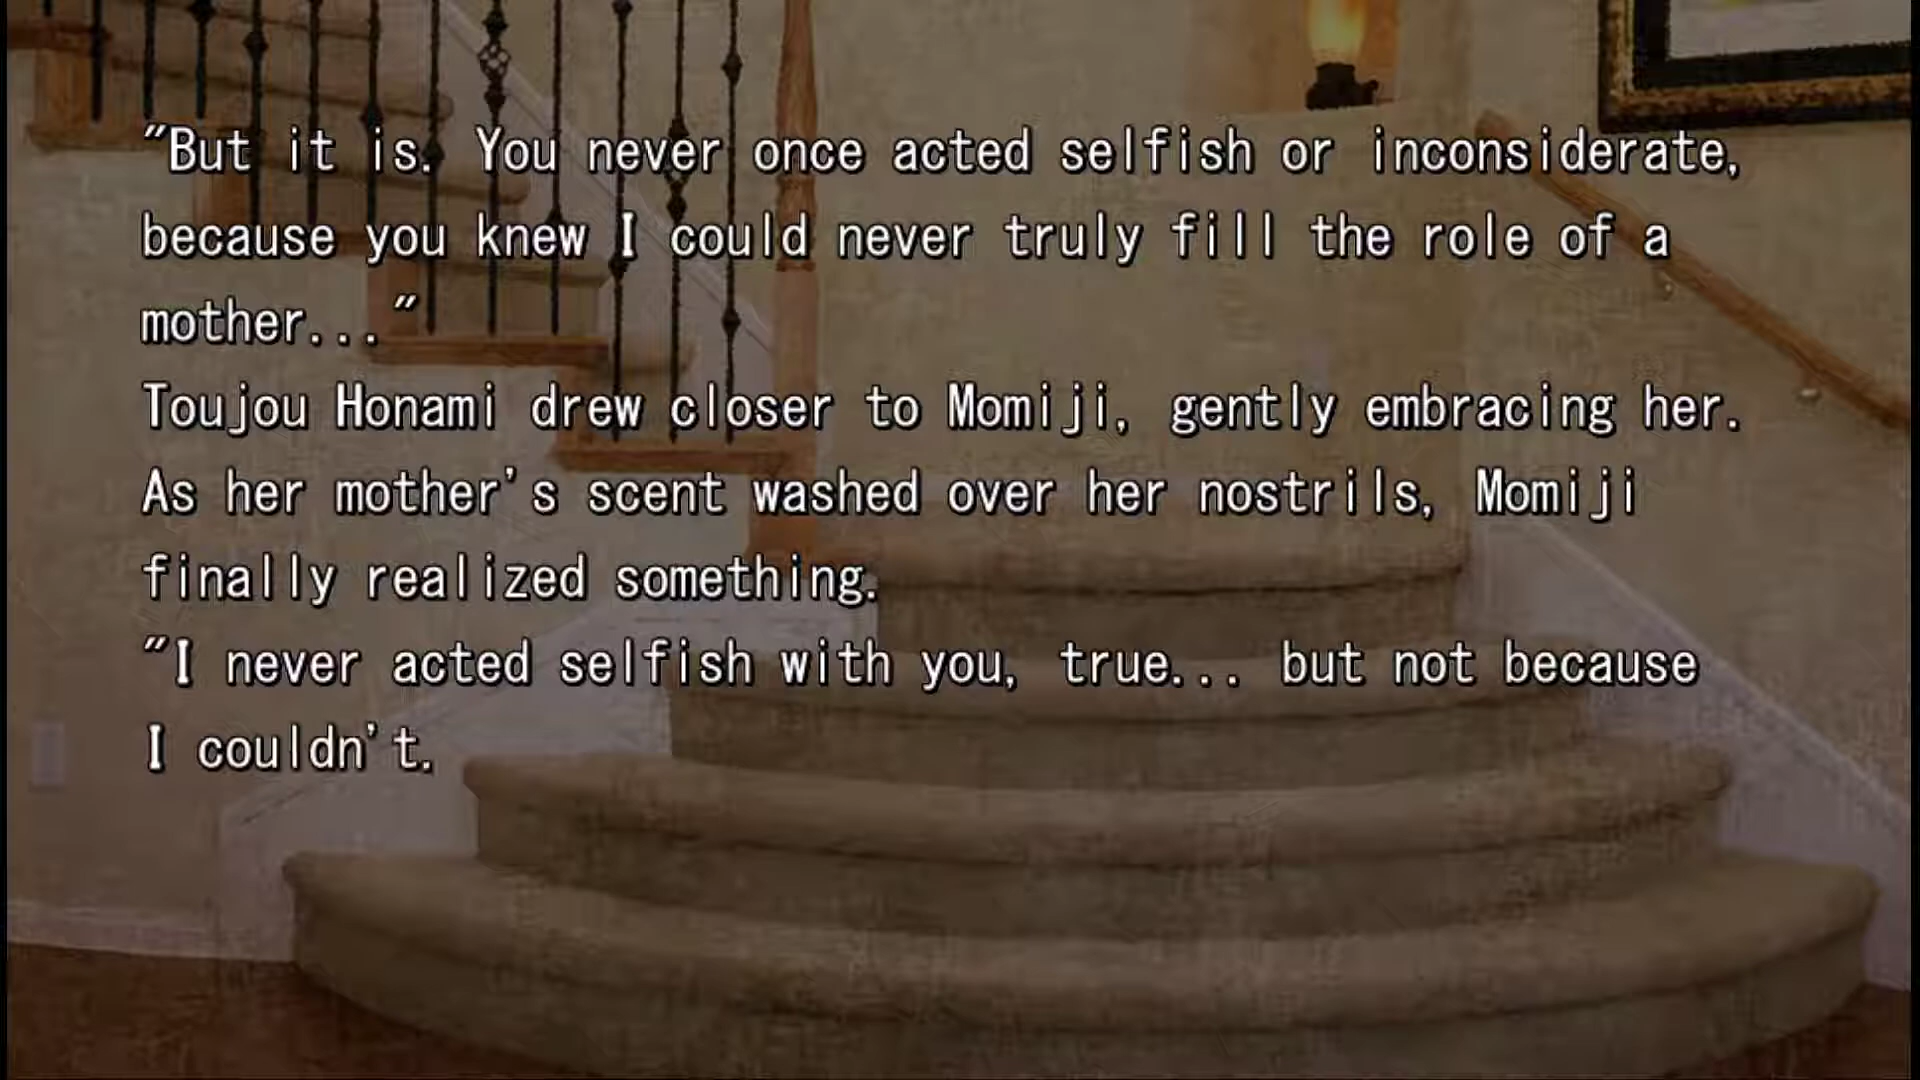 "But it is. You never once acted selfish or inconsiderate,
because you knew I could never truly fill the role of a
mother..."
Toujou Honami drew closer to Momiji, gently embracing her.
As her mother's scent washed over her nostrils, Momiji
finally realized something.
"I never acted selfish with you, true... but not because
I couldn't.